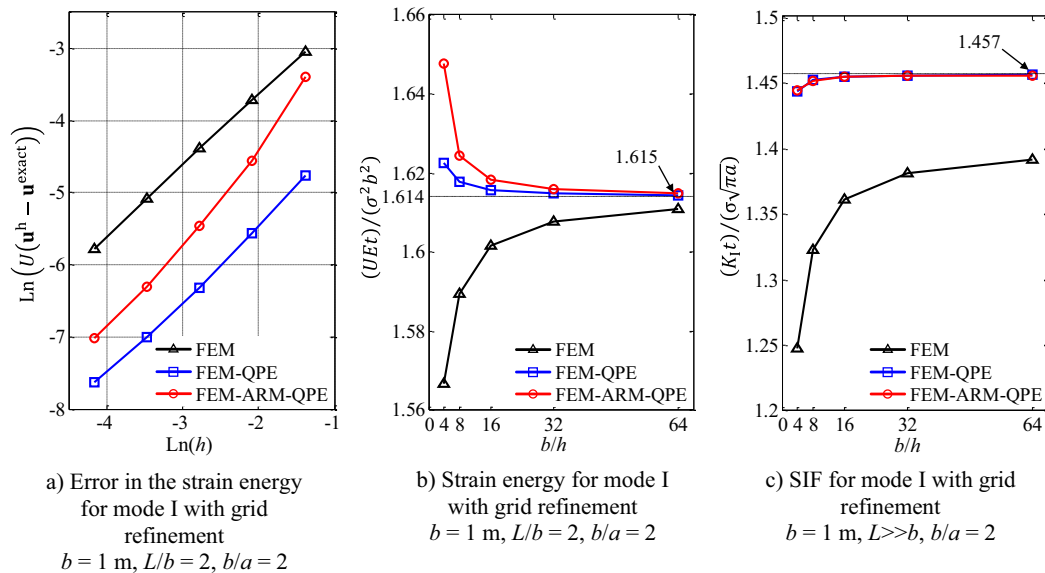 Ln(U(𝐮ʰ − 𝐮ᵉˣᵃᶜᵗ))
-3
-4
-5
-6
-7
-8
FEM
FEM-QPE
FEM-ARM-QPE
-4 -3 -2 -1
Ln(h)
a) Error in the strain energy
for mode I with grid
refinement
b = 1 m, L/b = 2, b/a = 2
(UEt)/(σ²b²)
1.66
1.64
1.62
1.614
1.6
1.58
1.56
1.615
FEM
FEM-QPE
FEM-ARM-QPE
0 4 8 16 32 64
b/h
b) Strain energy for mode I
with grid refinement
b = 1 m, L/b = 2, b/a = 2
(K_I t)/(σ√πa)
1.5
1.45
1.4
1.35
1.3
1.25
1.2
1.457
FEM
FEM-QPE
FEM-ARM-QPE
0 4 8 16 32 64
b/h
c) SIF for mode I with grid
refinement
b = 1 m, L>>b, b/a = 2